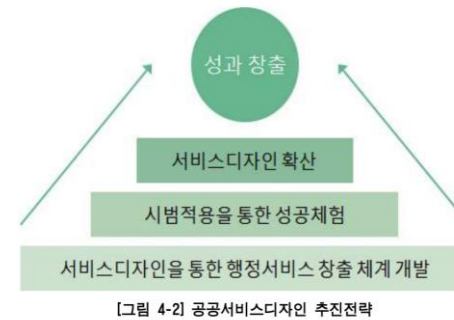 성과 창출
서비스디자인 확산
시범적용을 통한 성공체험
서비스디자인을 통한 행정서비스 창출 체계 개발
[그림 4-2] 공공서비스디자인 추진전략